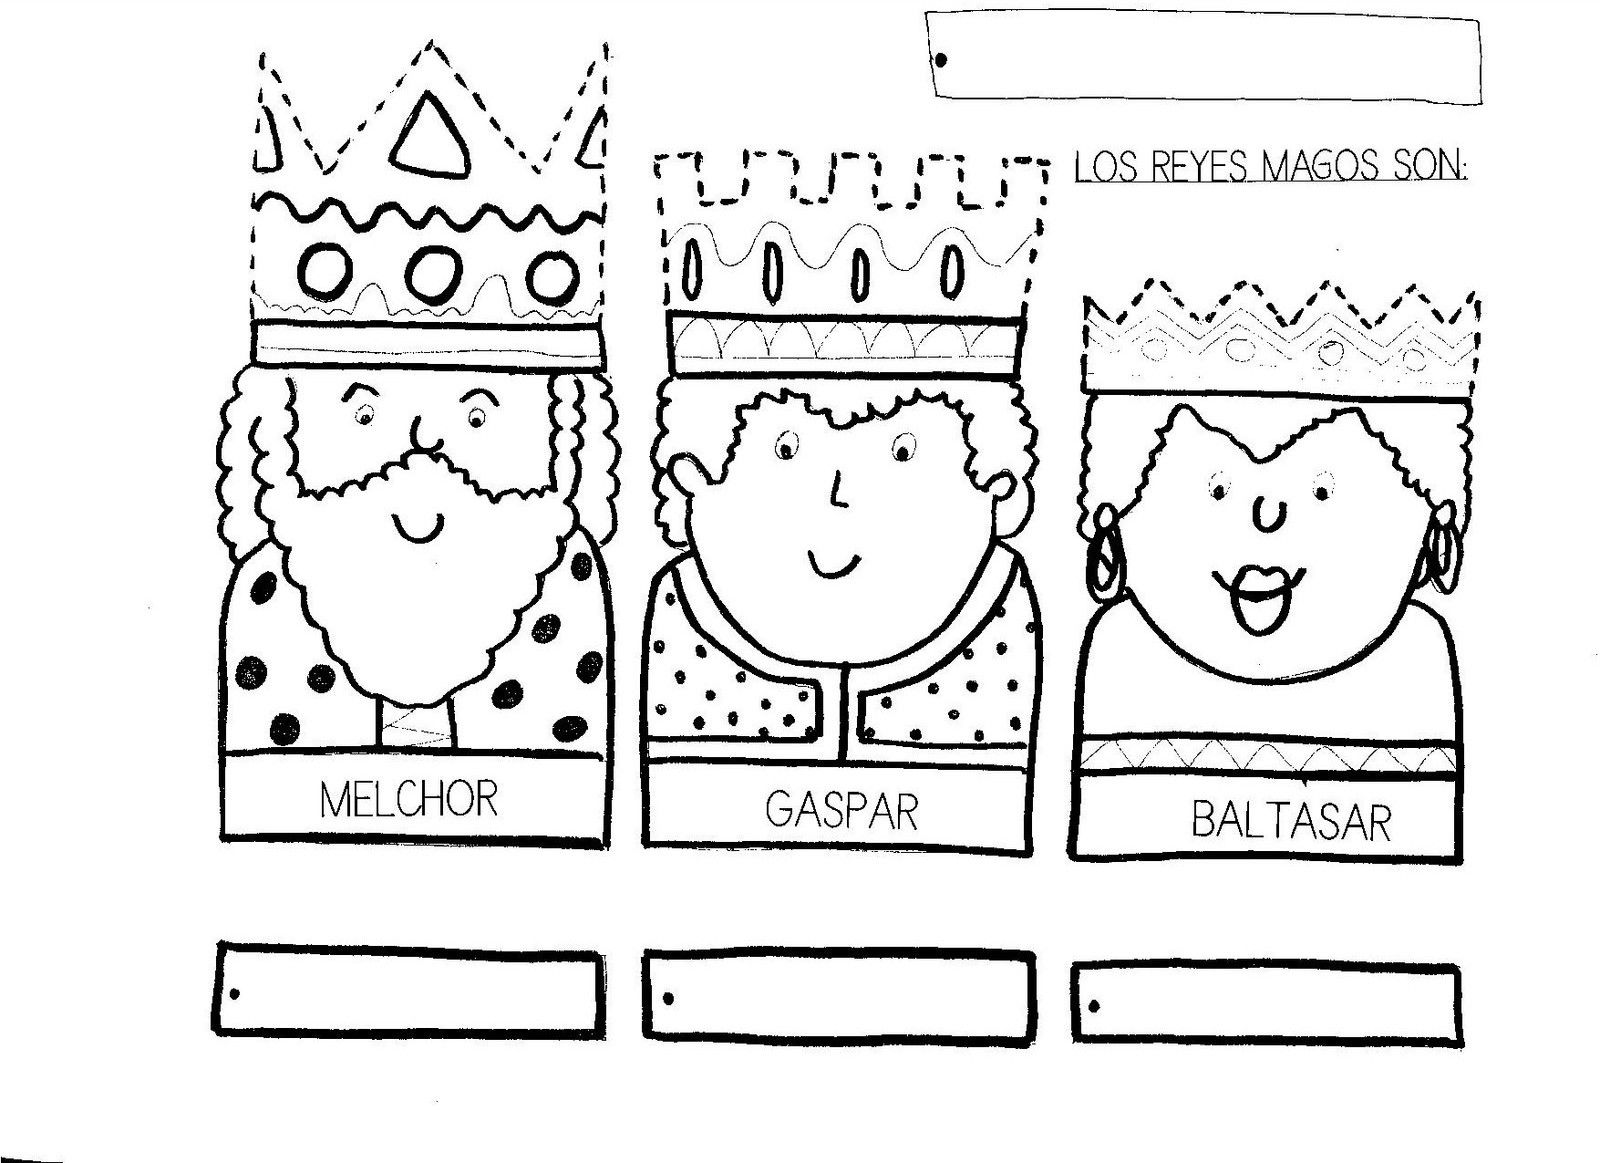 LOS REYES MAGOS SON:
MELCHOR
GASPAR
BALTASAR